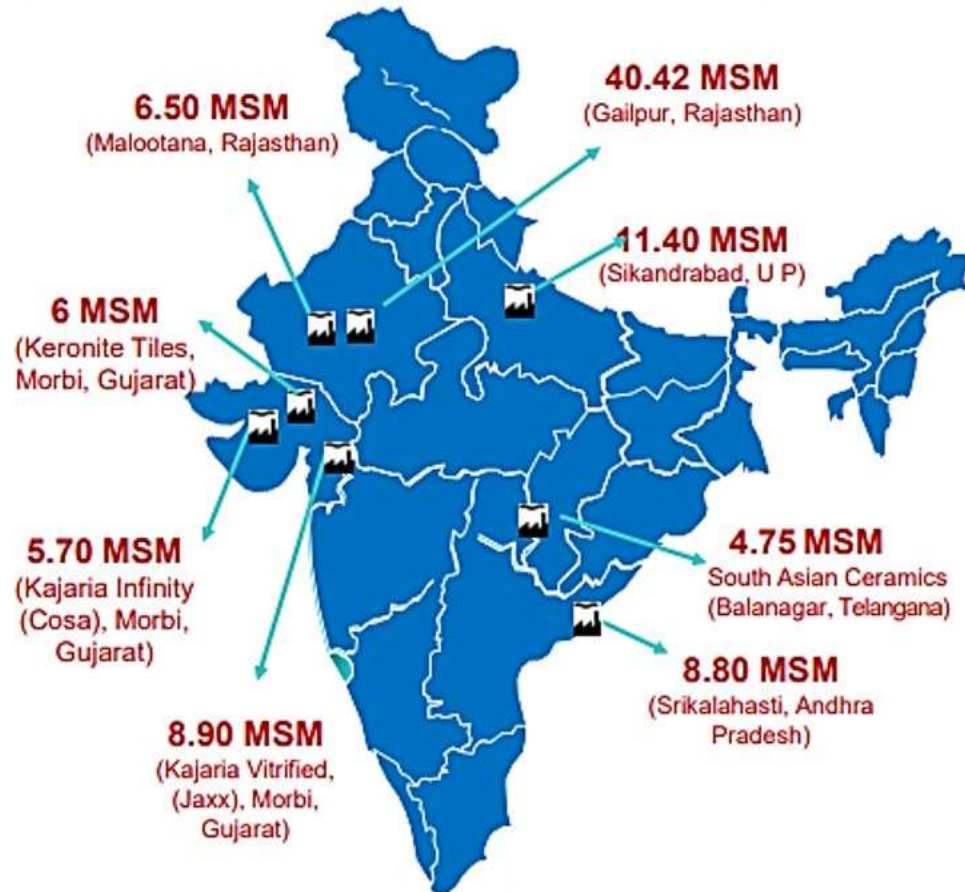 6.50 MSM
(Malootana, Rajasthan)
40.42 MSM
(Gailpur, Rajasthan)
11.40 MSM
(Sikandrabad, U P)
6 MSM
(Keronite Tiles,
Morbi, Gujarat)
5.70 MSM
(Kajaria Infinity
(Cosa), Morbi,
Gujarat)
4.75 MSM
South Asian Ceramics
(Balanagar, Telangana)
8.80 MSM
(Srikalahasti, Andhra
Pradesh)
8.90 MSM
(Kajaria Vitrified,
(Jaxx), Morbi,
Gujarat)